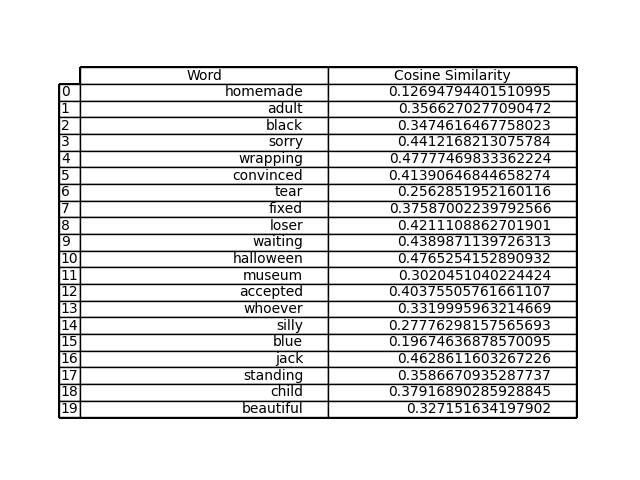 Word Cosine Similarity
0 homemade 0.12694794401510995
1 adult 0.3566270277090472
2 black 0.3474616467758023
3 sorry 0.4412168213075784
4 wrapping 0.47777469833362224
5 convinced 0.41390646844658274
6 tear 0.2562851952160116
7 fixed 0.37587002239792566
8 loser 0.4211108862701901
9 waiting 0.4389871139726313
10 halloween 0.4765254152890932
11 museum 0.3020451040224424
12 accepted 0.40375505761661107
13 whoever 0.3319995963214669
14 silly 0.27776298157565693
15 blue 0.19674636878570095
16 jack 0.4628611603267226
17 standing 0.3586670935287737
18 child 0.37916890285928845
19 beautiful 0.327151634197902